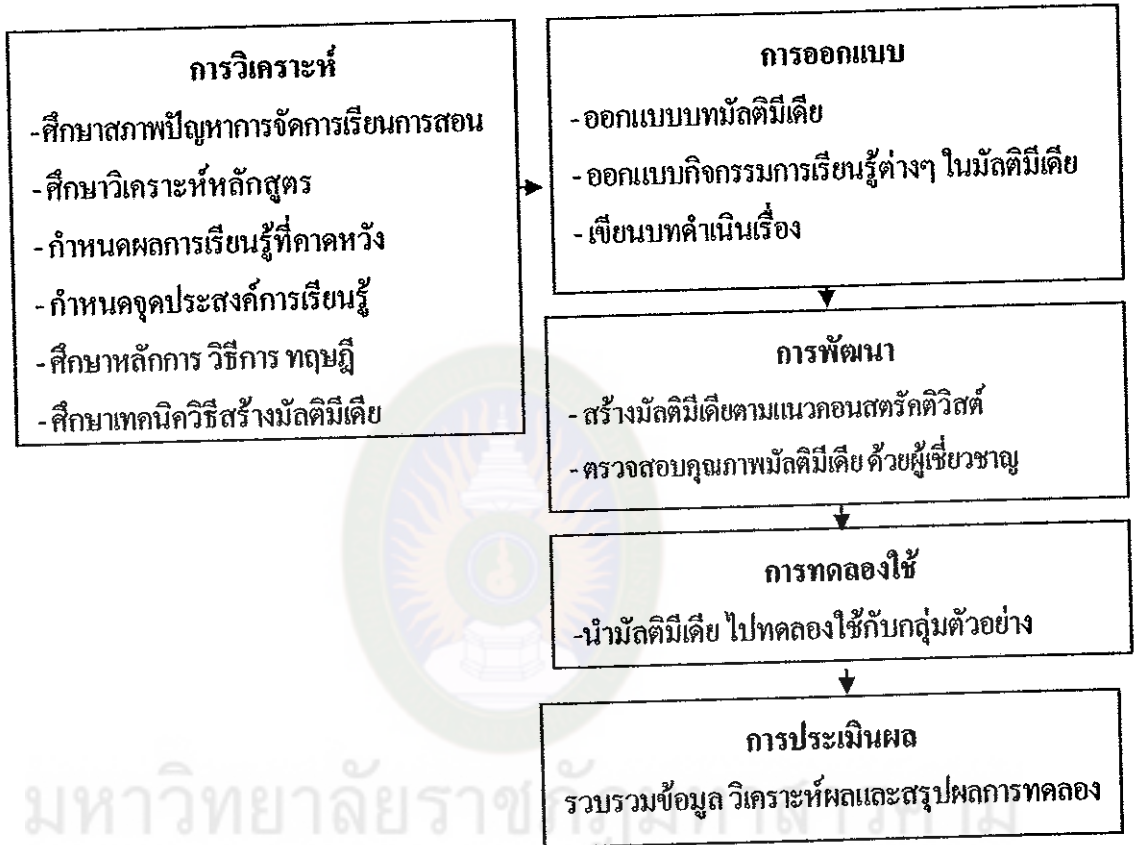 การวิเคราะห์
-ศึกษาสภาพปัญหาการจัดการเรียนการสอน
-ศึกษาวิเคราะห์หลักสูตร
-กำหนดผลการเรียนรู้ที่คาดหวัง
-กำหนดจุดประสงค์การเรียนรู้
-ศึกษาหลักการ วิธีการ ทฤษฎี
-ศึกษาเทคนิควิธีสร้างมัลติมีเดีย
การออกแบบ
-ออกแบบบทมัลติมีเดีย
-ออกแบบกิจกรรมการเรียนรู้ต่างๆ ในมัลติมีเดีย
-เขียนบทดำเนินเรื่อง
การพัฒนา
-สร้างมัลติมีเดียตามแนวคอนสตรัคติวิสต์
-ตรวจสอบคุณภาพมัลติมีเดีย ด้วยผู้เชี่ยวชาญ
การทดลองใช้
-นำมัลติมีเดีย ไปทดลองใช้กับกลุ่มตัวอย่าง
การประเมินผล
รวบรวมข้อมูล วิเคราะห์ผลและสรุปผลการทดลอง
มหาวิทยาลัยราชภัฏมหาสารคาม